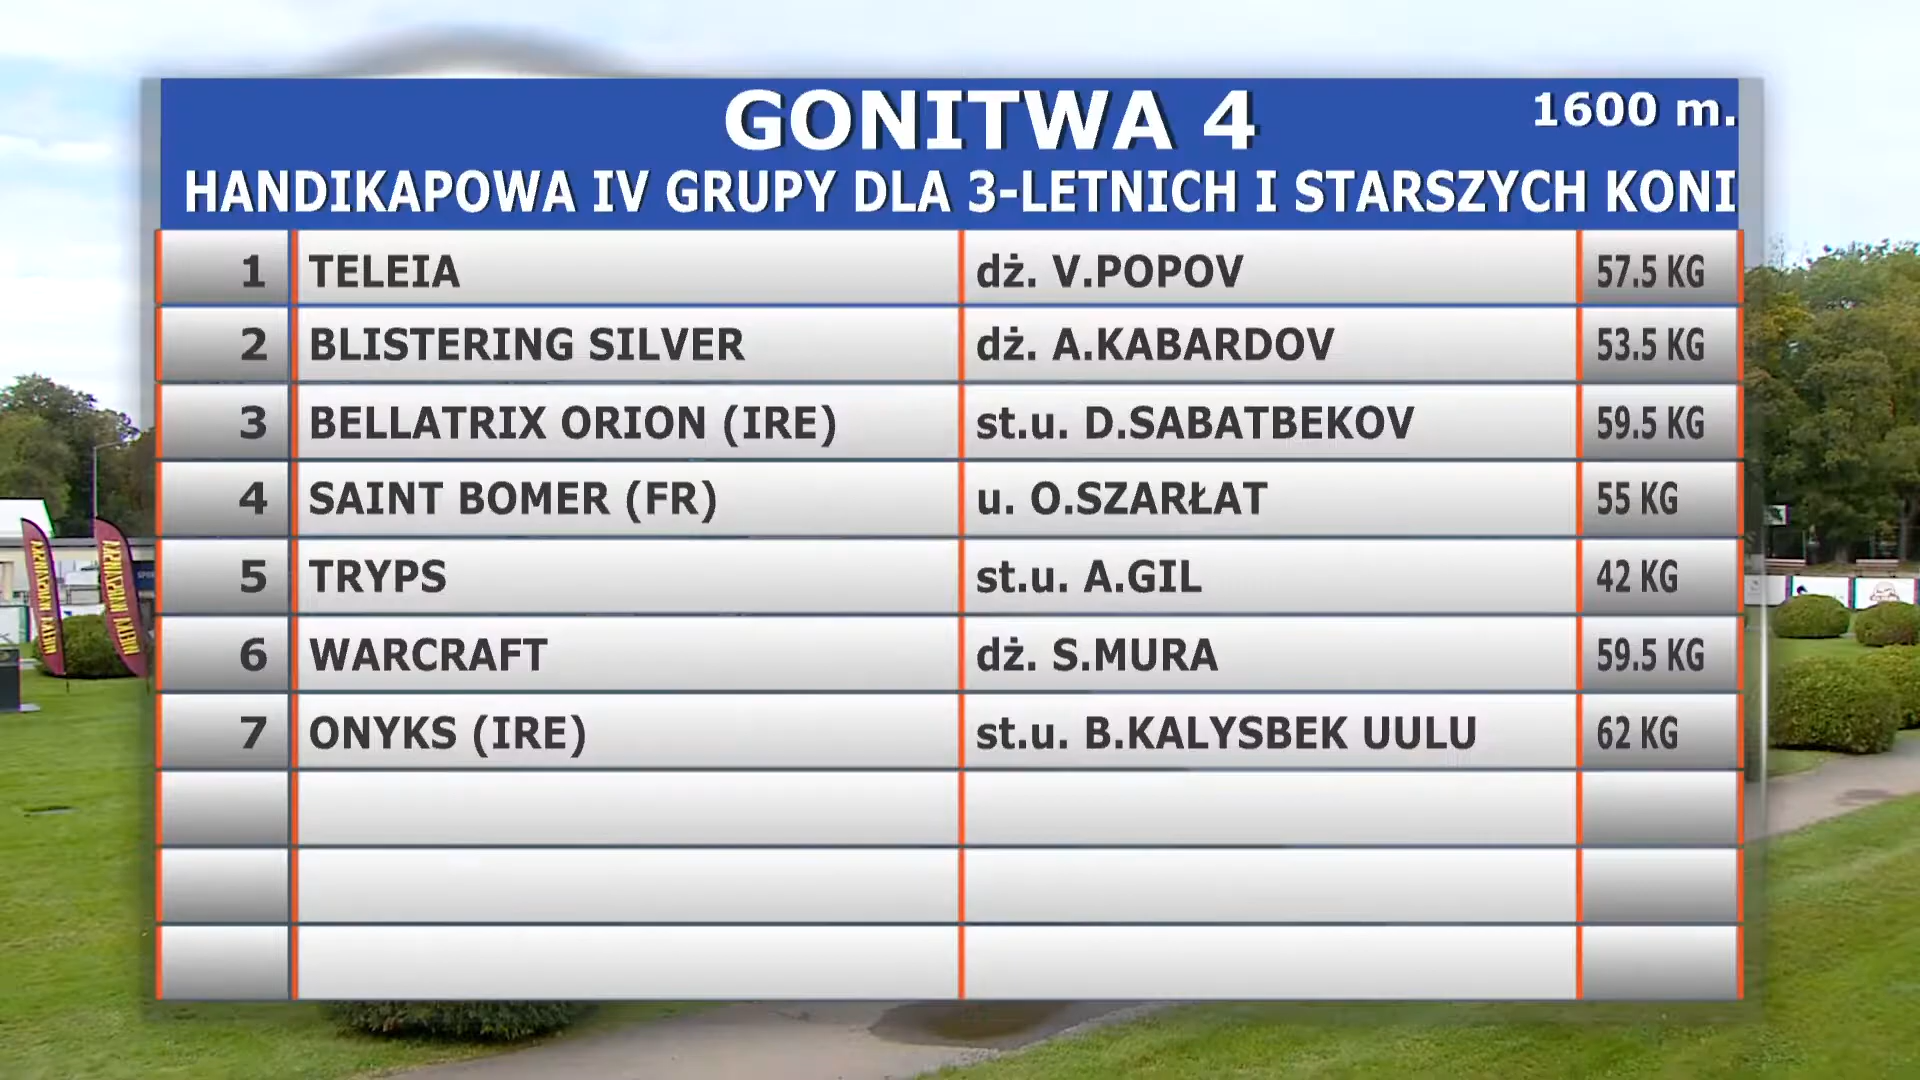 GONITWA 4
1600 m.
HANDIKAPOWA IV GRUPY DLA 3-LETNICH I STARSZYCH KONI
1 TELEIA dż. V.POPOV 57.5 KG
2 BLISTERING SILVER dż. A.KABARDOV 53.5 KG
3 BELLATRIX ORION (IRE) st.u. D.SABATBEKOV 59.5 KG
4 SAINT BOMER (FR) u. O.SZARŁAT 55 KG
5 TRYPS st.u. A.GIL 42 KG
6 WARCRAFT dż. S.MURA 59.5 KG
7 ONYKS (IRE) st.u. B.KALYSBEK UULU 62 KG